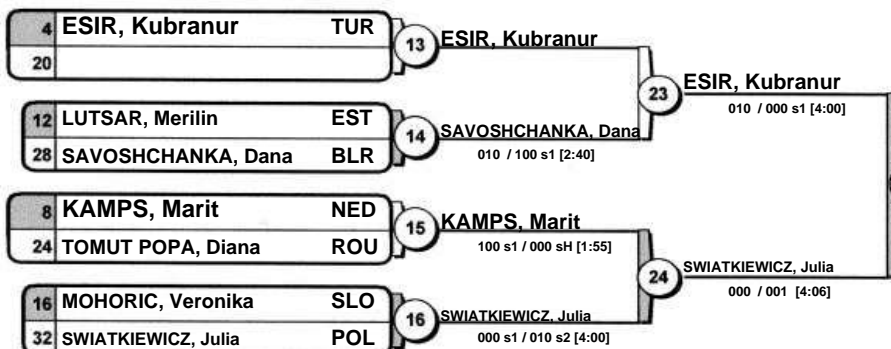 4 ESIR, Kubranur TUR
20
13 ESIR, Kubranur
12 LUTSAR, Merilin EST
28 SAVOSHCHANKA, Dana BLR
14 SAVOSHCHANKA, Dana
010 / 100 s1 [2:40]
23 ESIR, Kubranur
010 / 000 s1 [4:00]
8 KAMPS, Marit NED
24 TOMUT POPA, Diana ROU
15 KAMPS, Marit
100 s1 / 000 sH [1:55]
16 MOHORIC, Veronika SLO
32 SWIATKIEWICZ, Julia POL
16 SWIATKIEWICZ, Julia
000 s1 / 010 s2 [4:00]
24 SWIATKIEWICZ, Julia
000 / 001 [4:06]